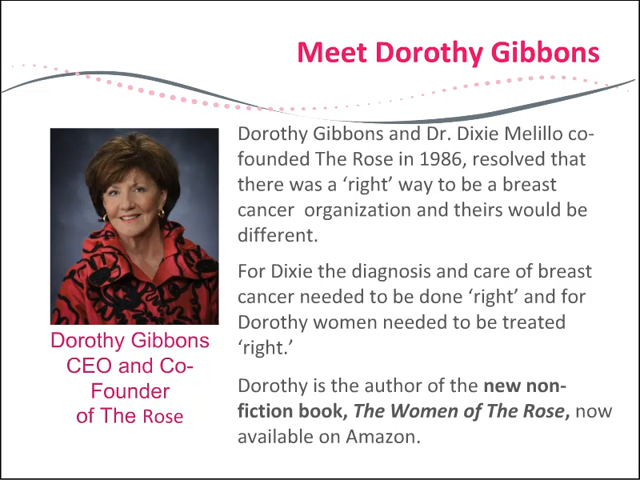 Meet Dorothy Gibbons
Dorothy Gibbons and Dr. Dixie Melillo co-
founded The Rose in 1986, resolved that
there was a ‘right’ way to be a breast
cancer  organization and theirs would be
different.
For Dixie the diagnosis and care of breast
cancer needed to be done ‘right’ and for
Dorothy women needed to be treated
‘right.’
Dorothy is the author of the new non-
fiction book, The Women of The Rose, now
available on Amazon.
Dorothy Gibbons
CEO and Co-
Founder
of The Rose